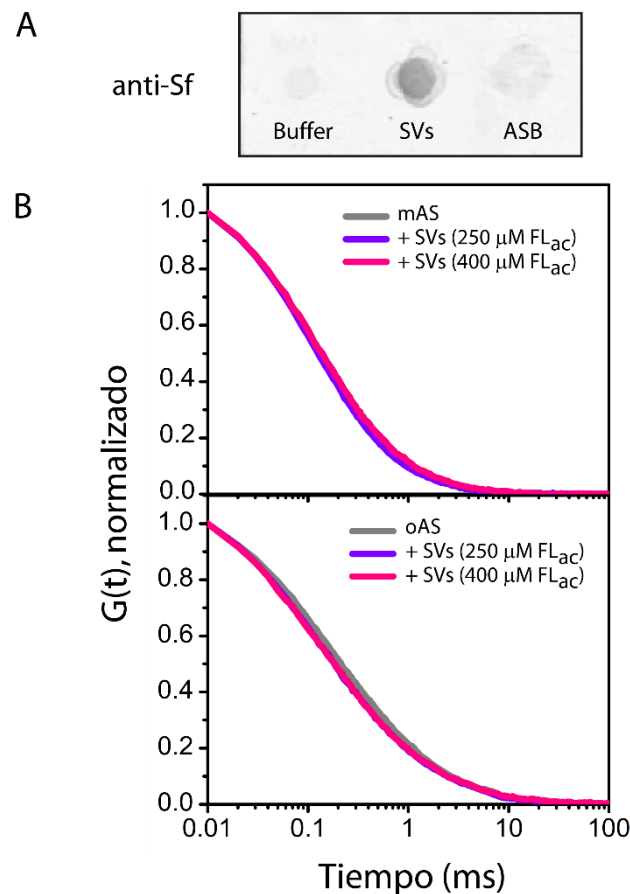 A
anti-Sf
Buffer SVs ASB
B
mAS
+ SVs (250 μM FLac)
+ SVs (400 μM FLac)
1.0
0.8
0.6
0.4
0.2
0.0
oAS
+ SVs (250 μM FLac)
+ SVs (400 μM FLac)
1.0
0.8
0.6
0.4
0.2
0.0
G(t), normalizado
0.01 0.1 1 10 100
Tiempo (ms)